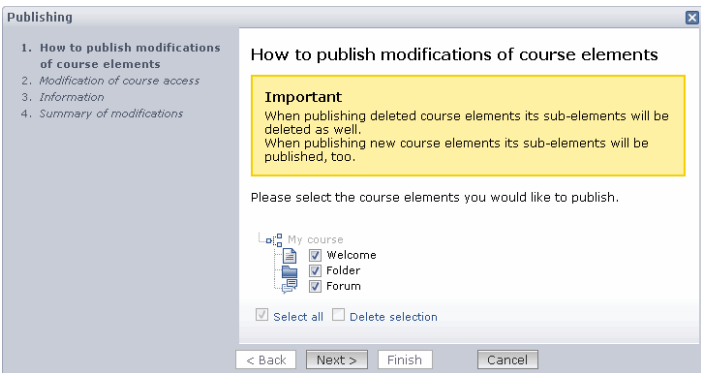 Publishing
1. How to publish modifications
of course elements
2. Modification of course access
3. Information
4. Summary of modifications
How to publish modifications of course elements
Important
When publishing deleted course elements its sub-elements will be
deleted as well.
When publishing new course elements its sub-elements will be
published, too.
Please select the course elements you would like to publish.
My course
Welcome
Folder
Forum
Select all Delete selection
< Back Next > Finish Cancel